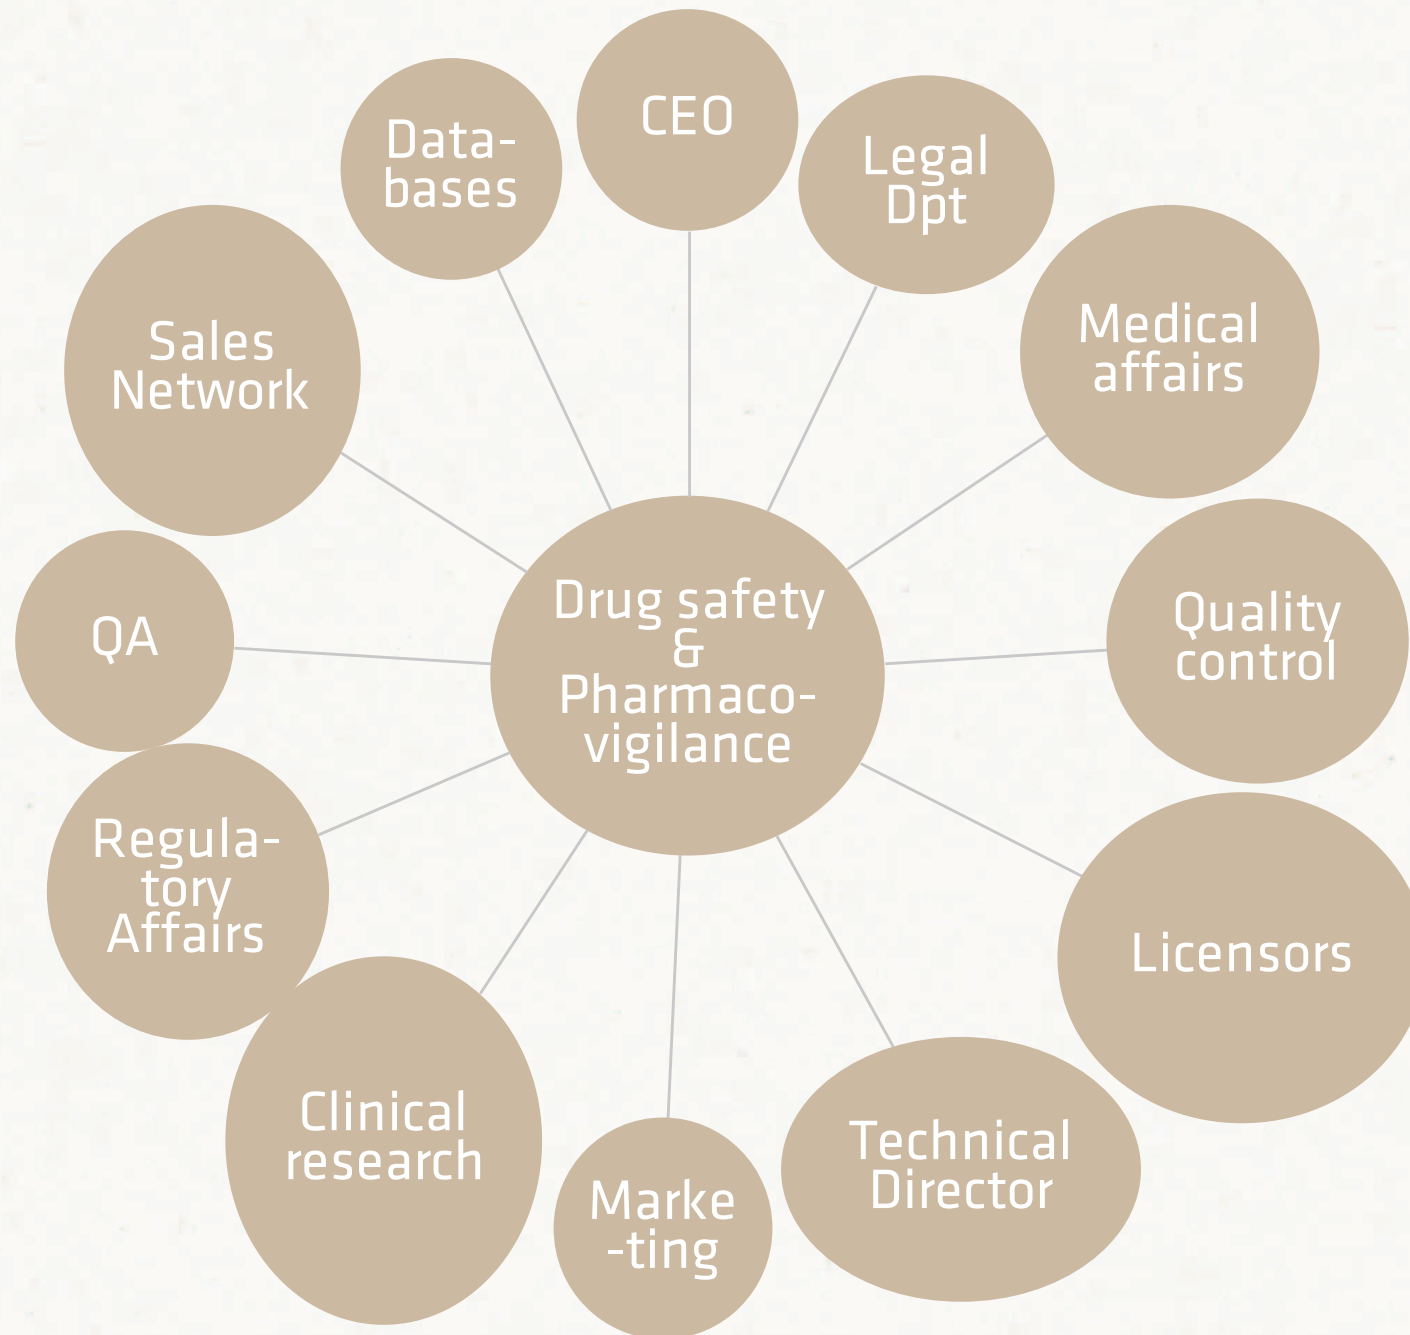 CEO
Data-
bases
Legal
Dpt
Sales
Network
Medical
affairs
Drug safety
&
Pharmaco-
vigilance
QA
Quality
control
Regula-
tory
Affairs
Licensors
Clinical
research
Technical
Director
Marke
-ting